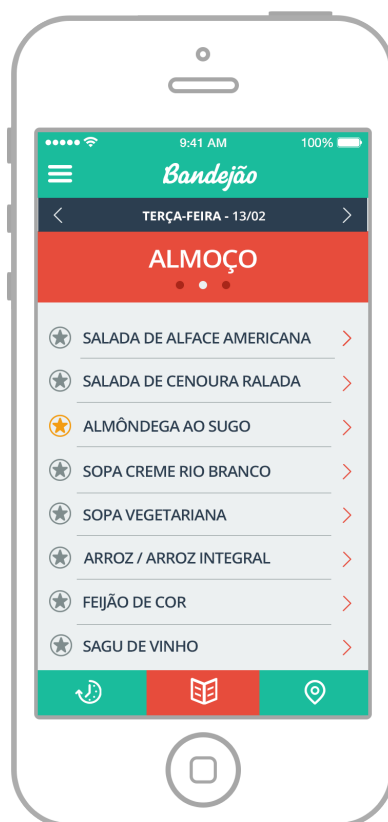 9:41 AM 100%
Bandejão
TERÇA-FEIRA - 13/02
ALMOÇO
SALADA DE ALFACE AMERICANA
SALADA DE CENOURA RALADA
ALMÔNDEGA AO SUGO
SOPA CREME RIO BRANCO
SOPA VEGETARIANA
ARROZ / ARROZ INTEGRAL
FEIJÃO DE COR
SAGU DE VINHO